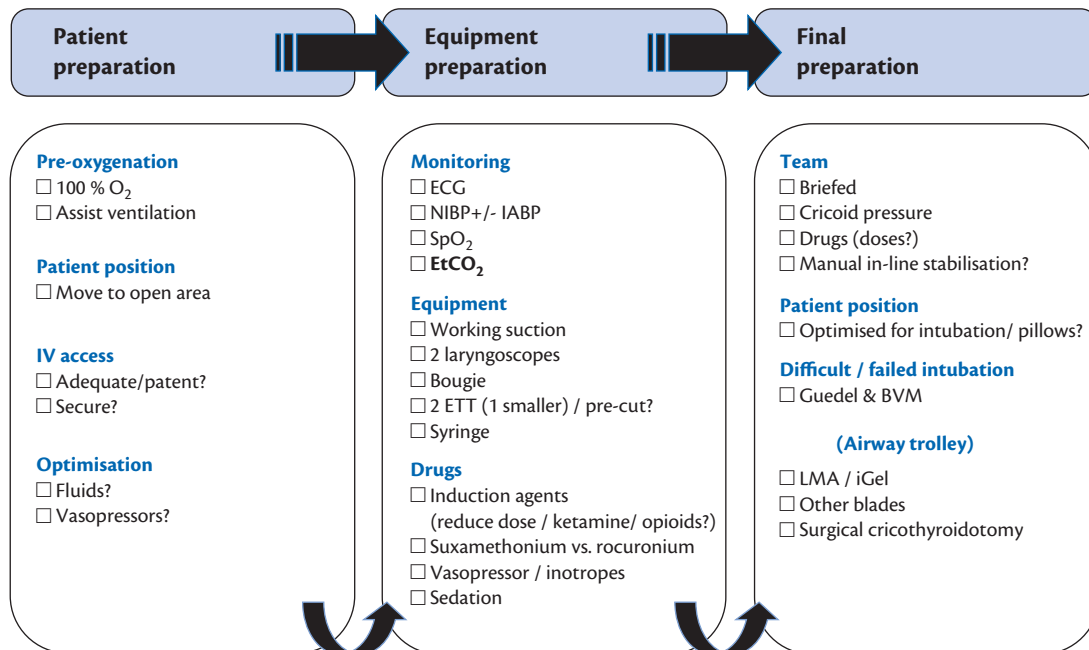 Patient
preparation
Equipment
preparation
Final
preparation
Pre-oxygenation
☐ 100 % O₂
☐ Assist ventilation
Patient position
☐ Move to open area
IV access
☐ Adequate/patent?
☐ Secure?
Optimisation
☐ Fluids?
☐ Vasopressors?
Monitoring
☐ ECG
☐ NIBP+/- IABP
☐ SpO₂
☐ EtCO₂
Equipment
☐ Working suction
☐ 2 laryngoscopes
☐ Bougie
☐ 2 ETT (1 smaller) / pre-cut?
☐ Syringe
Drugs
☐ Induction agents
(reduce dose / ketamine/ opioids?)
☐ Suxamethonium vs. rocuronium
☐ Vasopressor / inotropes
☐ Sedation
Team
☐ Briefed
☐ Cricoid pressure
☐ Drugs (doses?)
☐ Manual in-line stabilisation?
Patient position
☐ Optimised for intubation/ pillows?
Difficult / failed intubation
☐ Guedel & BVM
(Airway trolley)
☐ LMA / iGel
☐ Other blades
☐ Surgical cricothyroidotomy